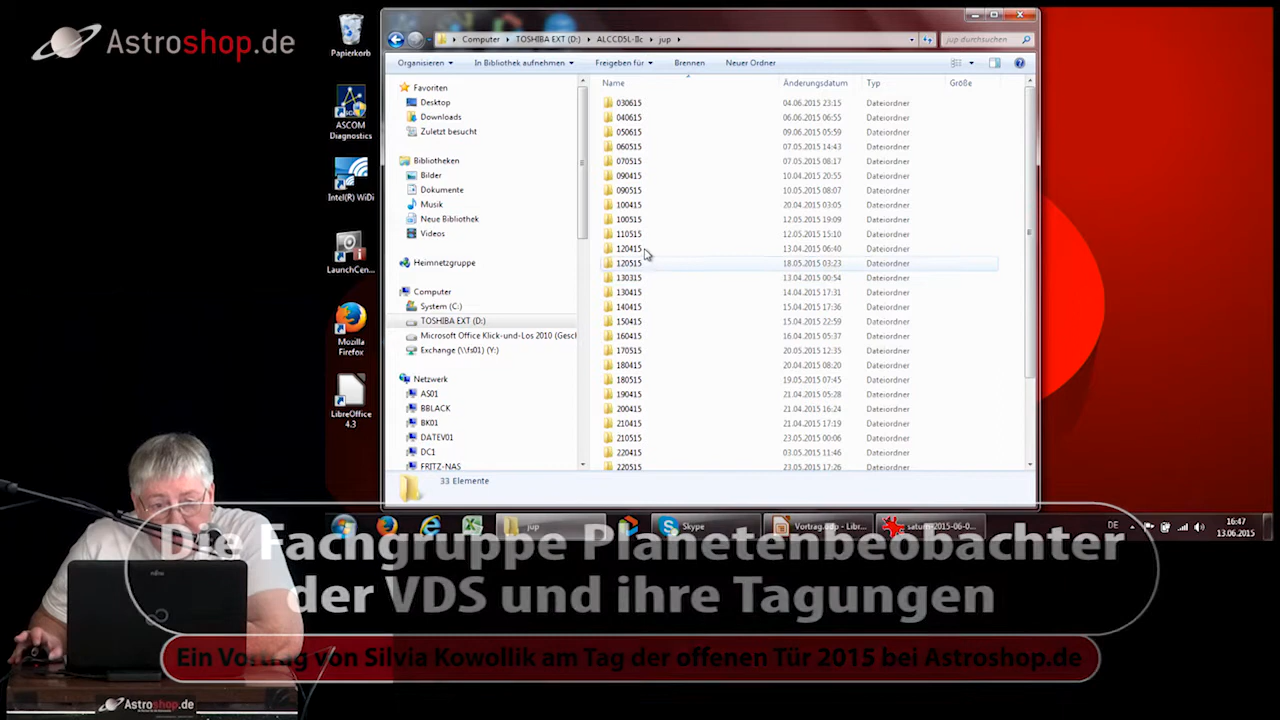 Astroshop.de
Papierkorb
ASCOM
Diagnostics
Intel(R) WiDi
LaunchCen...
Mozilla
Firefox
LibreOffice
4.3
Computer
TOSHIBA EXT (D:)
ALCCD5L-IIc
jup
jup durchsuchen
Organisieren
In Bibliothek aufnehmen
Freigeben für
Brennen
Neuer Ordner
Favoriten
Desktop
Downloads
Zuletzt besucht
Bibliotheken
Bilder
Dokumente
Musik
Neue Bibliothek
Videos
Heimnetzgruppe
Computer
System (C:)
TOSHIBA EXT (D:)
Microsoft Office Klick-und-Los 2010 (Gesch
Exchange (\\fs01) (Y:)
Netzwerk
AS01
BBLACK
BK01
DATEV01
DC1
FRITZ-NAS
Name Änderungsdatum Typ Größe
030615 04.06.2015 23:15 Dateiordner
040615 06.06.2015 06:55 Dateiordner
050615 09.06.2015 05:59 Dateiordner
060515 07.05.2015 14:43 Dateiordner
070515 07.05.2015 08:17 Dateiordner
090415 10.04.2015 20:55 Dateiordner
090515 10.05.2015 08:07 Dateiordner
100415 20.04.2015 03:05 Dateiordner
100515 12.05.2015 19:09 Dateiordner
110515 12.05.2015 15:10 Dateiordner
120415 13.04.2015 06:40 Dateiordner
120515 18.05.2015 03:23 Dateiordner
130315 13.04.2015 00:54 Dateiordner
130415 14.04.2015 17:31 Dateiordner
140415 15.04.2015 17:36 Dateiordner
150415 15.04.2015 22:59 Dateiordner
160415 16.04.2015 05:37 Dateiordner
170515 20.05.2015 12:35 Dateiordner
180415 20.04.2015 08:20 Dateiordner
180515 19.05.2015 07:45 Dateiordner
190415 21.04.2015 05:28 Dateiordner
200415 21.04.2015 16:24 Dateiordner
210415 21.04.2015 17:19 Dateiordner
210515 23.05.2015 00:06 Dateiordner
220415 03.05.2015 11:46 Dateiordner
220515 23.05.2015 17:26 Dateiordner
33 Elemente
jup
Skype
Vortrag.odp - Libr...
saturn-2015-06-0...
DE
16:47
13.06.2015
Die Fachgruppe Planetenbeobachter
der VDS und ihre Tagungen
Ein Vortrag von Silvia Kowollik am Tag der offenen Tür 2015 bei Astroshop.de
Astroshop.de